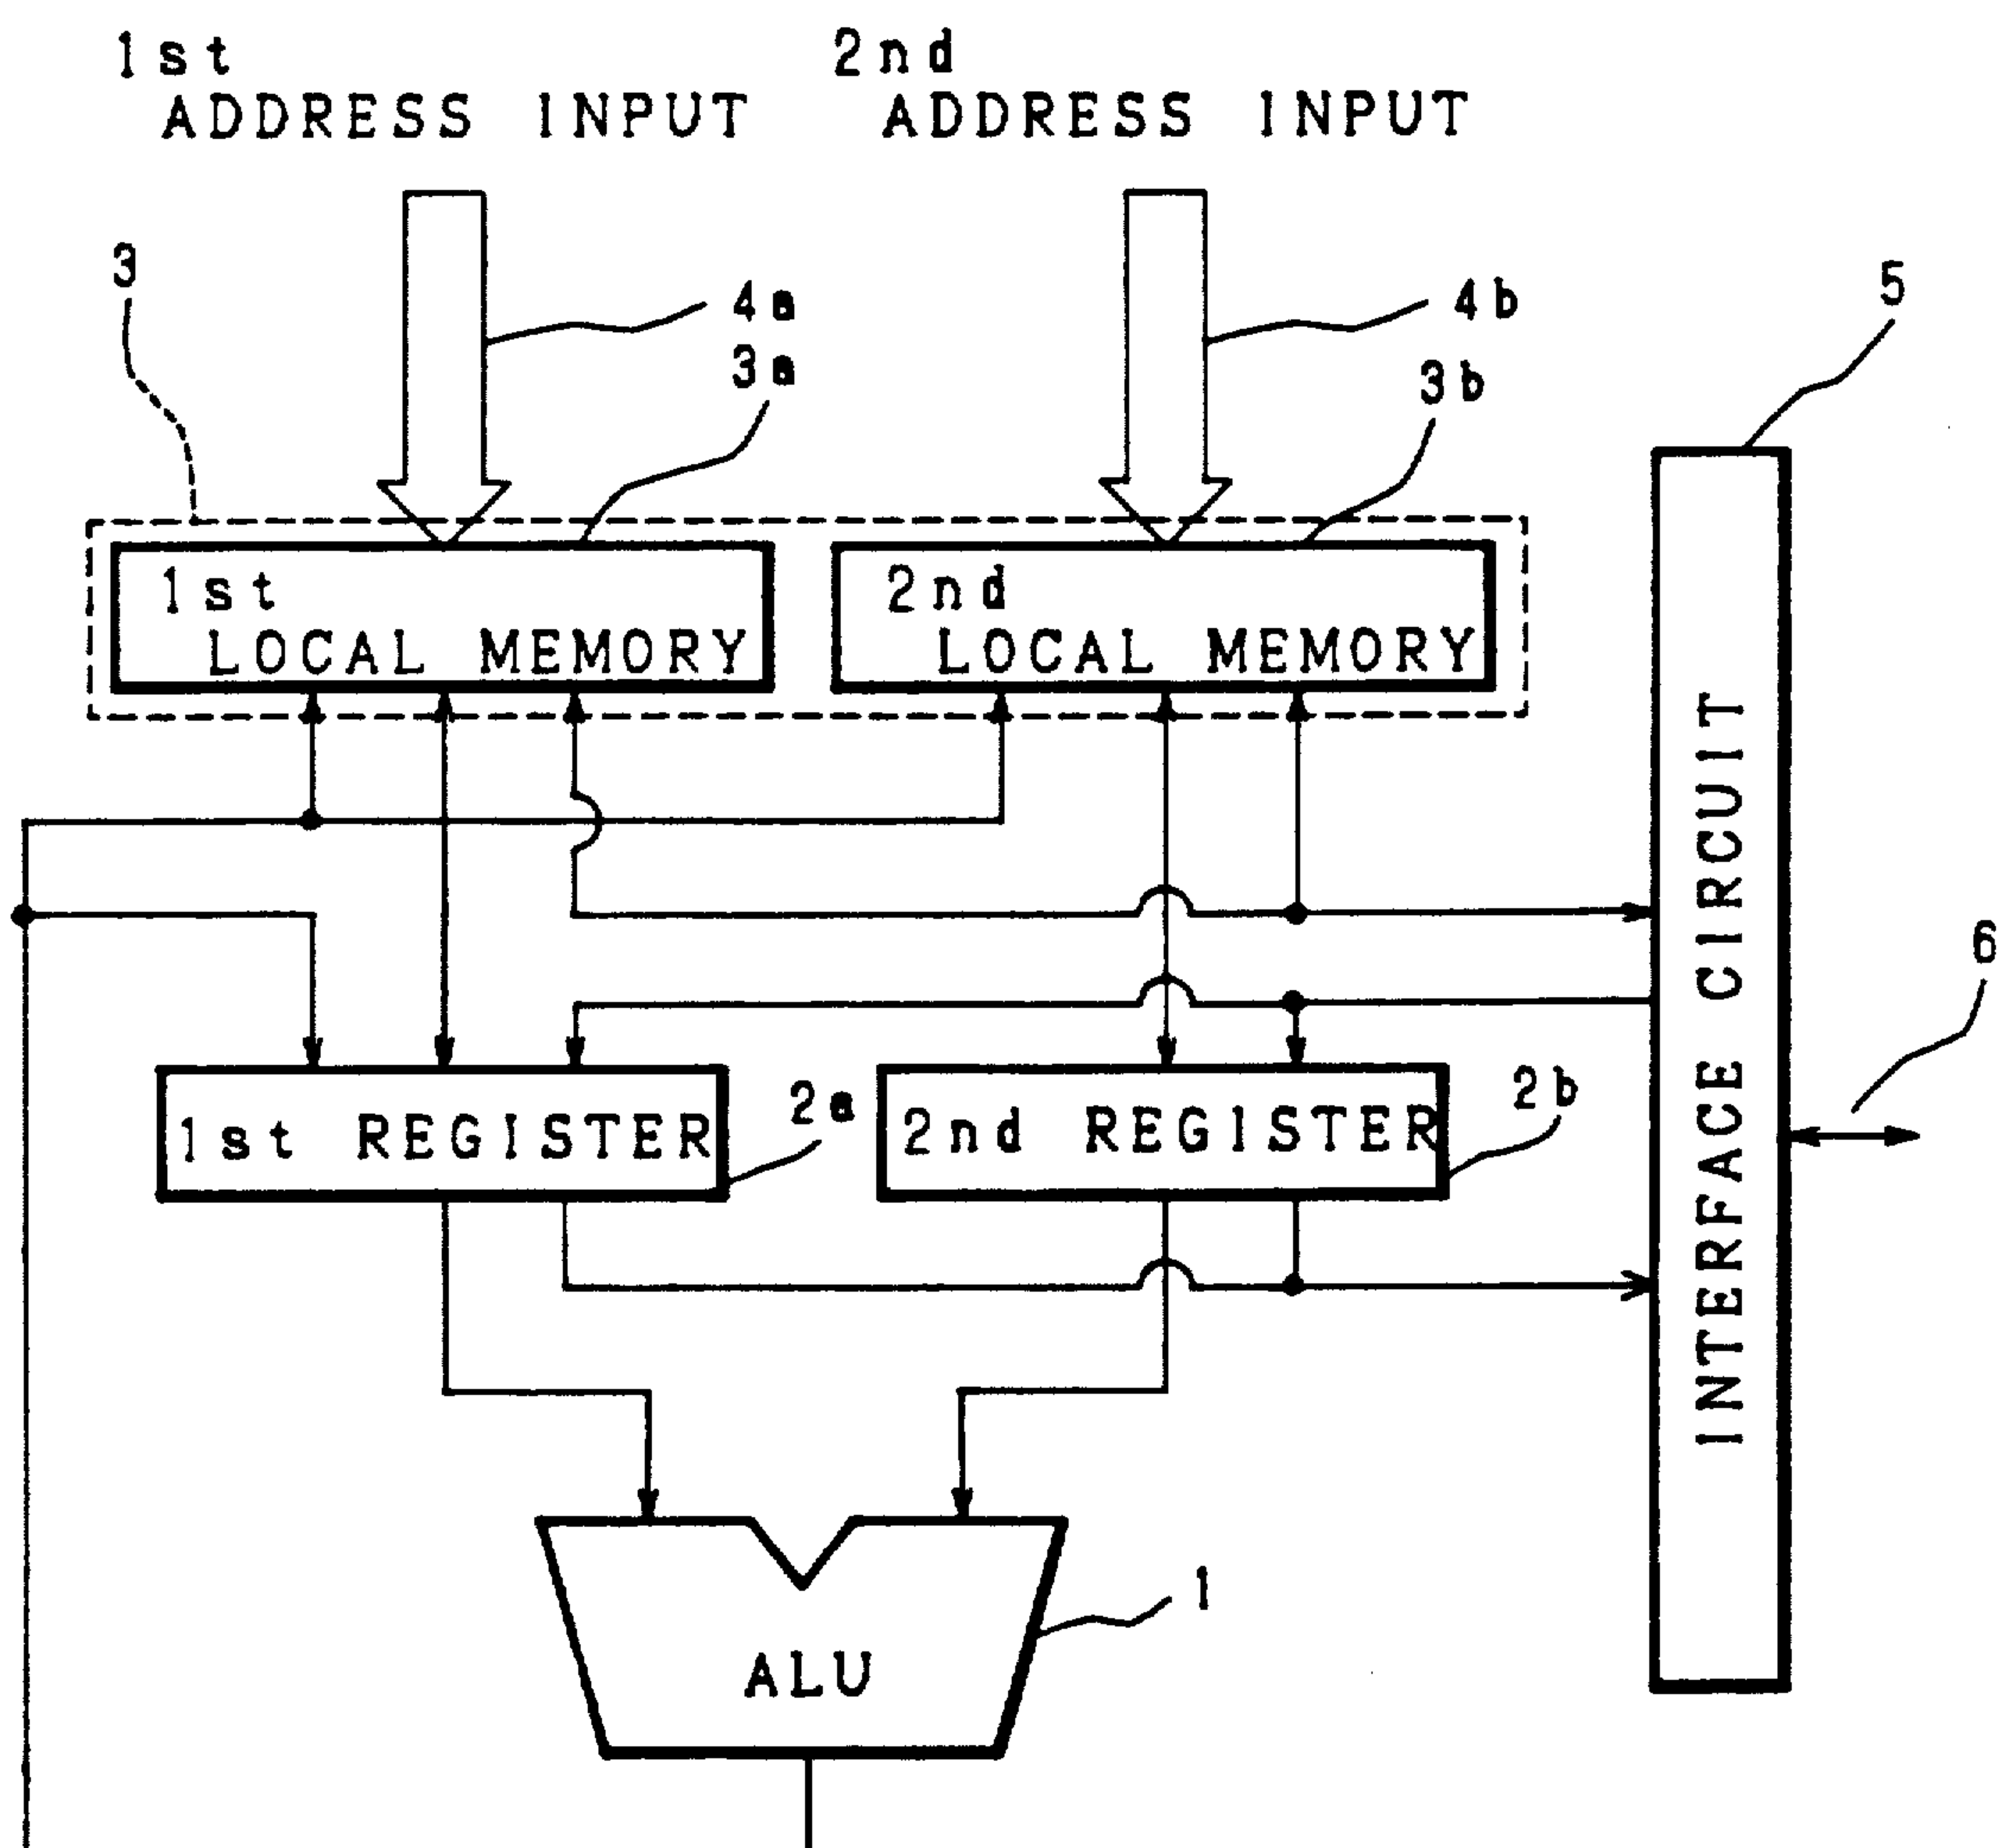 1st
ADDRESS INPUT
2nd
ADDRESS INPUT
3
4a
3a
4b
3b
5
1st
LOCAL MEMORY
2nd
LOCAL MEMORY
INTERFACE CIRCUIT
6
1st REGISTER
2a
2nd REGISTER
2b
1
ALU